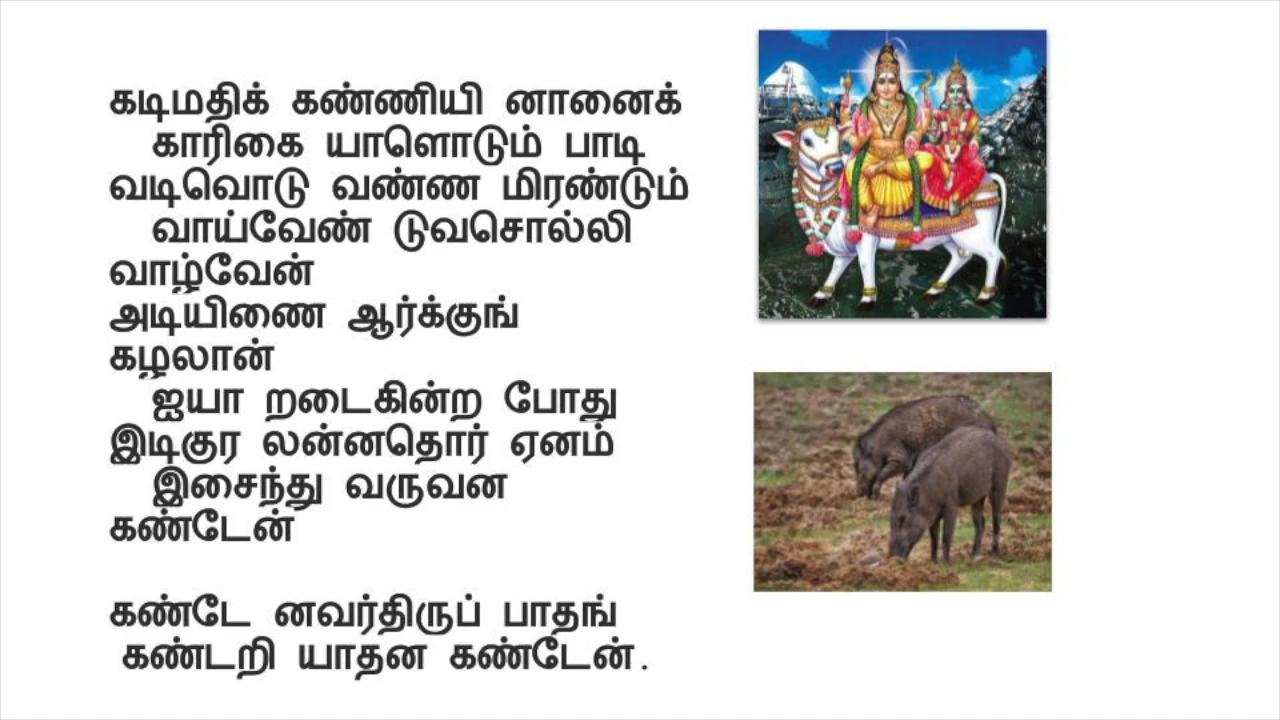 கடிமதிக் கண்ணியி னானைக்
காரிகை யாளொடும் பாடி
வடிவொடு வண்ண மிரண்டும்
வாய்வேண் டுவசொல்லி
வாழ்வேன்
அடியிணை ஆர்க்குங்
கழலான்
ஐயா றடைகின்ற போது
இடிகுர லன்னதொர் ஏனம்
இசைந்து வருவன
கண்டேன்
கண்டே னவர்திருப் பாதங்
கண்டறி யாதன கண்டேன்.